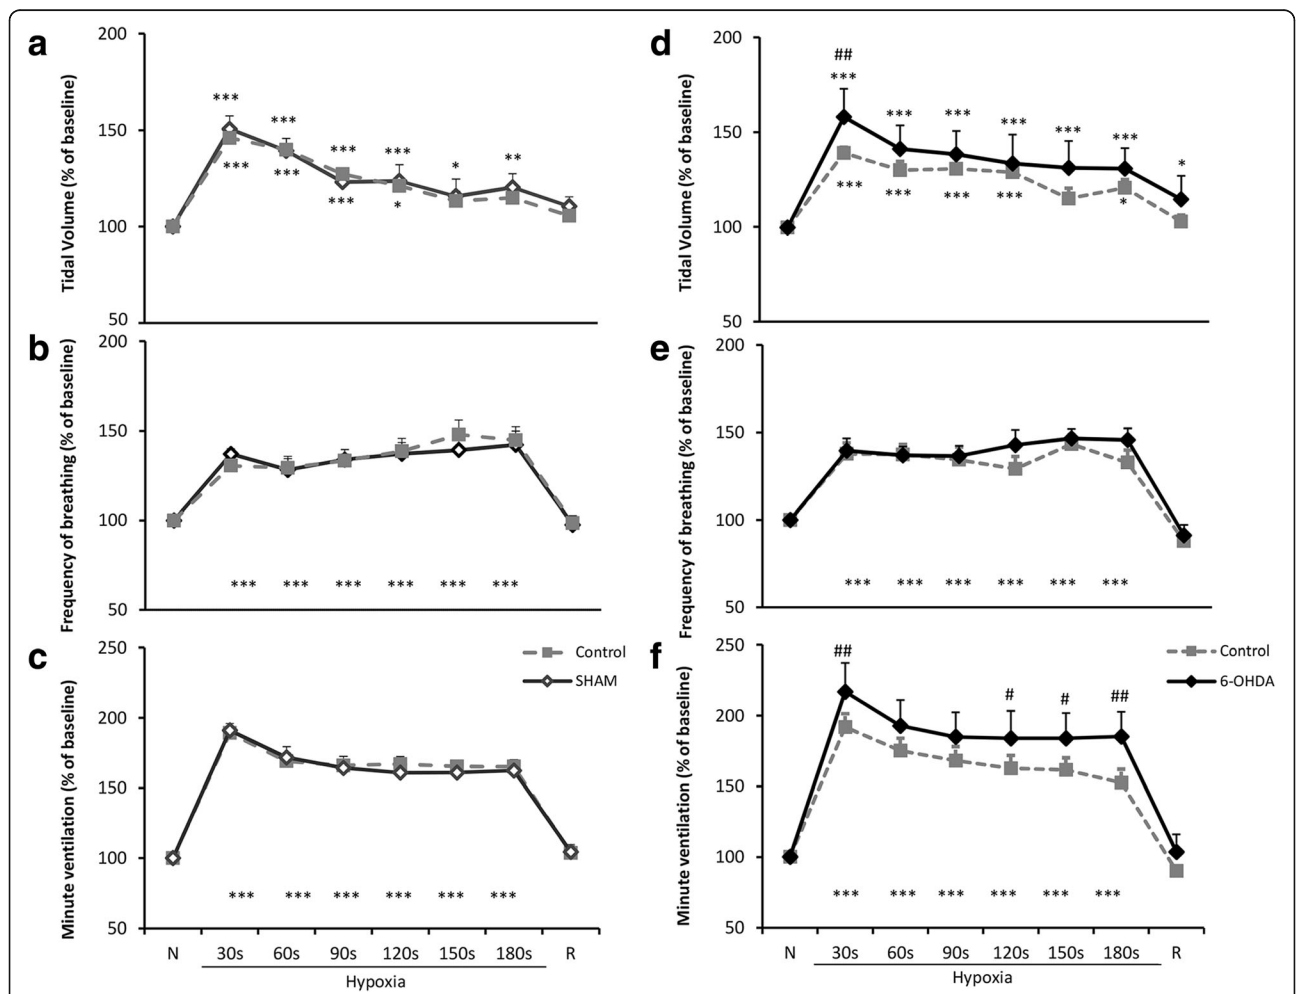 a
Tidal Volume (% of baseline)
200
150
100
50
***
***
***
***
*
**
***
***
***
*
b
Frequency of breathing (% of baseline)
200
150
100
50
*** *** *** *** *** ***
c
Minute ventilation (% of baseline)
250
200
150
100
50
Control
SHAM
*** *** *** *** *** ***
N 30s 60s 90s 120s 150s 180s R
Hypoxia
d
Tidal Volume (% of baseline)
200
150
100
50
##
***
***
***
***
***
***
*
***
***
***
***
*
e
Frequency of breathing (% of baseline)
200
150
100
50
*** *** *** *** *** ***
f
Minute ventilation (% of baseline)
250
200
150
100
50
## # # ##
Control
6-OHDA
*** *** *** *** *** ***
N 30s 60s 90s 120s 150s 180s R
Hypoxia